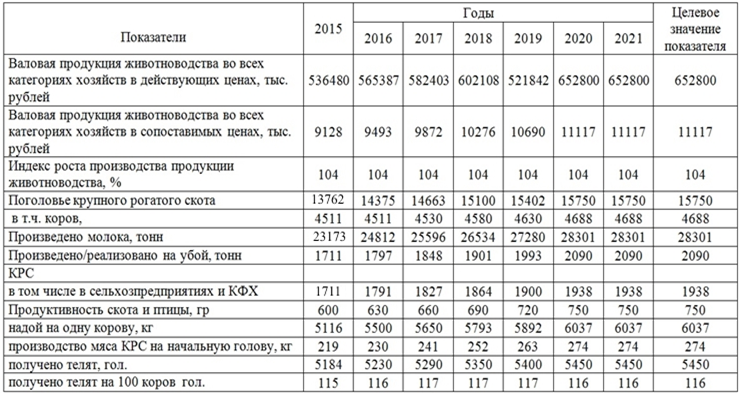 Показатели 2015 Годы Целевое значение показателя
2016 2017 2018 2019 2020 2021
Валовая продукция животноводства во всех
категориях хозяйств в действующих ценах, тыс.
рублей
536480 565387 582403 602108 521842 652800 652800 652800
Валовая продукция животноводства во всех
категориях хозяйств в сопоставимых ценах, тыс.
рублей
9128 9493 9872 10276 10690 11117 11117 11117
Индекс роста производства продукции
животноводства, %
104 104 104 104 104 104 104 104
Поголовье крупного рогатого скота 13762 14375 14663 15100 15402 15750 15750 15750
в т.ч. коров, 4511 4511 4530 4580 4630 4688 4688 4688
Произведено молока, тонн 23173 24812 25596 26534 27280 28301 28301 28301
Произведено/реализовано на убой, тонн 1711 1797 1848 1901 1993 2090 2090 2090
КРС
в том числе в сельхозпредприятиях и КФХ 1711 1791 1827 1864 1900 1938 1938 1938
Продуктивность скота и птицы, гр 600 630 660 690 720 750 750 750
надой на одну корову, кг 5116 5500 5650 5793 5892 6037 6037 6037
производство мяса КРС на начальную голову, кг 219 230 241 252 263 274 274 274
получено телят, гол. 5184 5230 5290 5350 5400 5450 5450 5450
получено телят на 100 коров гол. 115 116 117 117 117 116 116 116